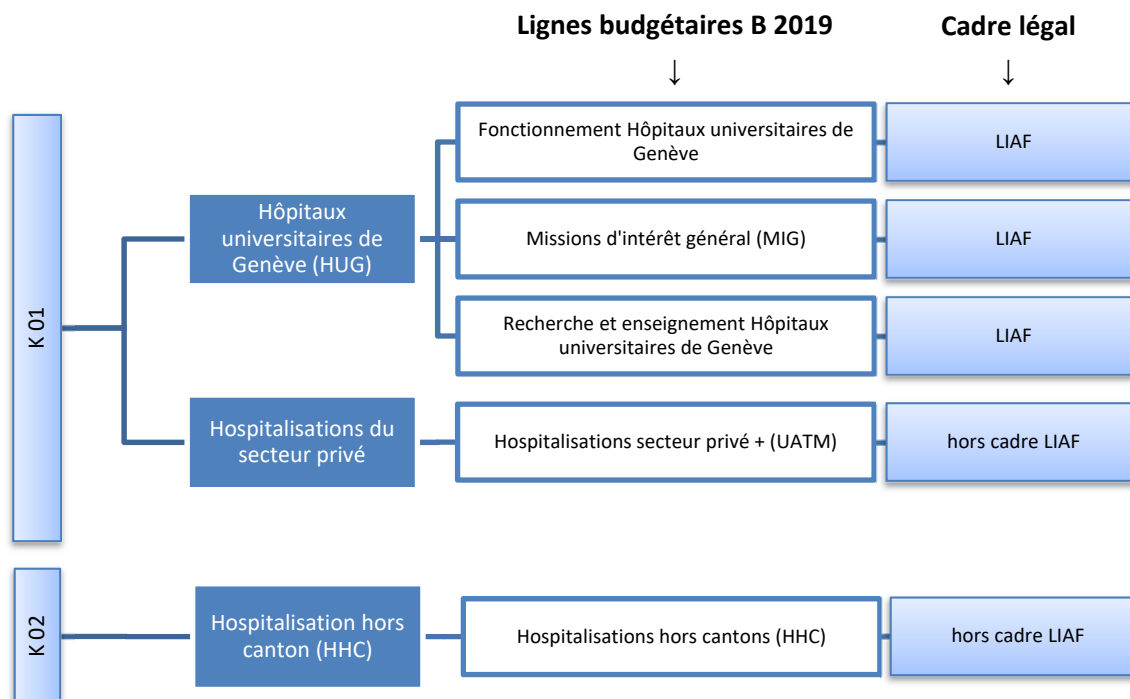 Lignes budgétaires B 2019
Cadre légal
↓
↓
K 01
Hôpitaux
universitaires de
Genève (HUG)
Fonctionnement Hôpitaux universitaires de
Genève
LIAF
Missions d'intérêt général (MIG)
LIAF
Recherche et enseignement Hôpitaux
universitaires de Genève
LIAF
Hospitalisations du
secteur privé
Hospitalisations secteur privé + (UATM)
hors cadre LIAF
K 02
Hospitalisation hors
canton (HHC)
Hospitalisations hors cantons (HHC)
hors cadre LIAF